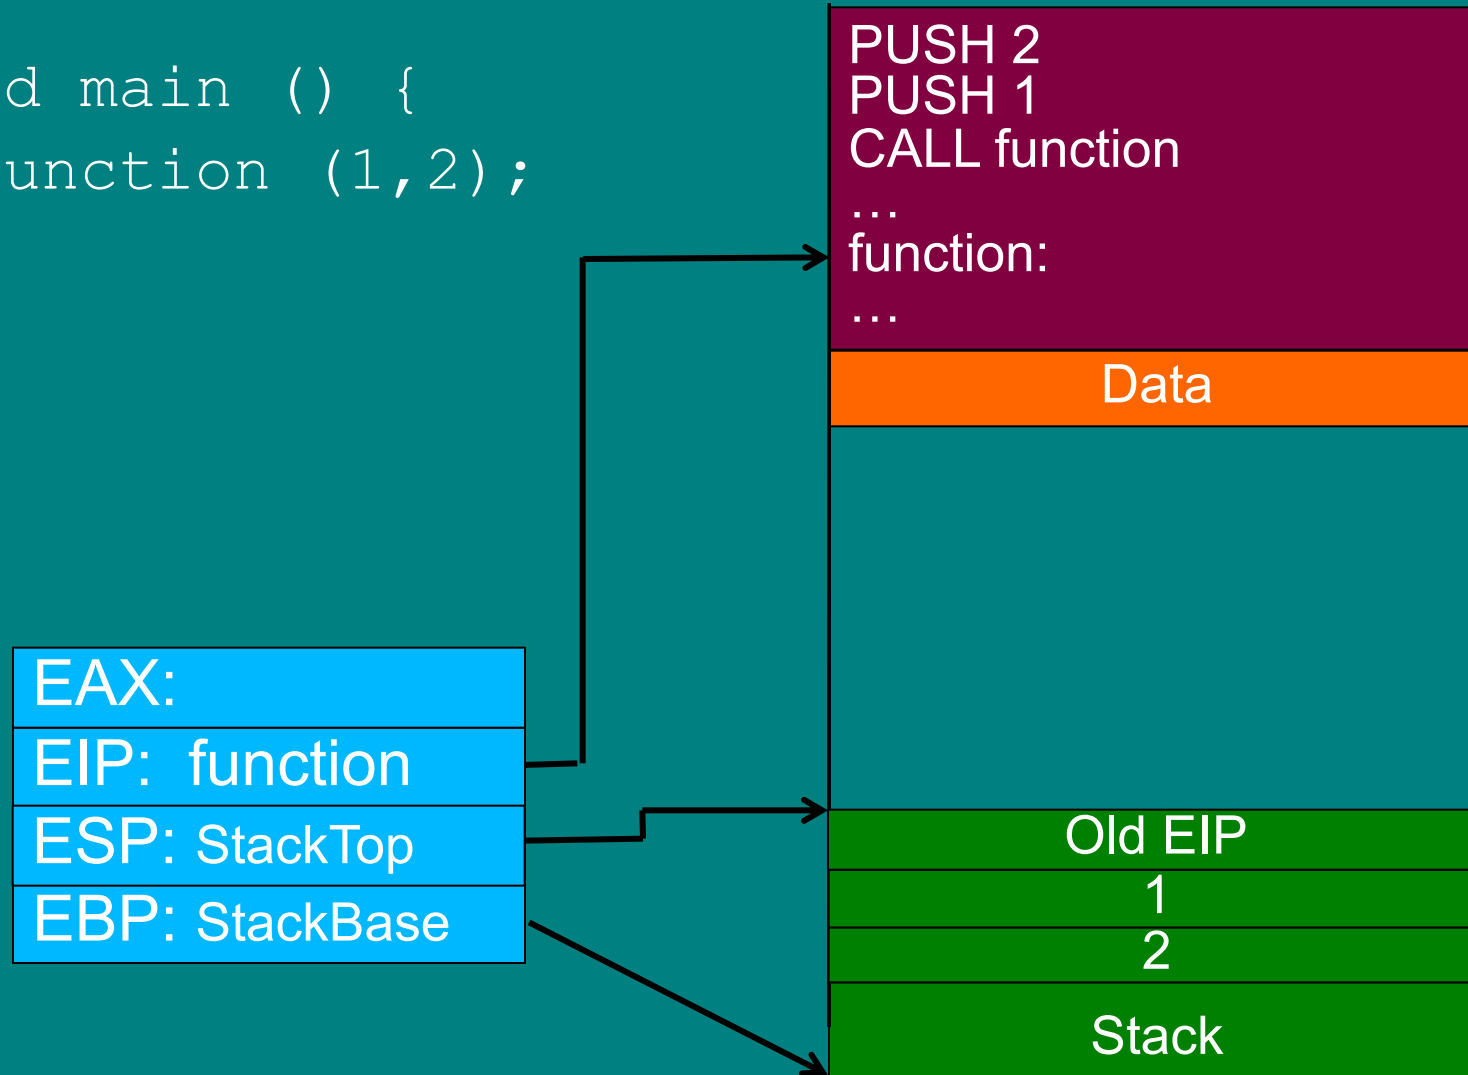 d main () {
unction (1,2);
PUSH 2
PUSH 1
CALL function
…
function:
…
Data
EAX:
EIP: function
ESP: StackTop
EBP: StackBase
Old EIP
1
2
Stack